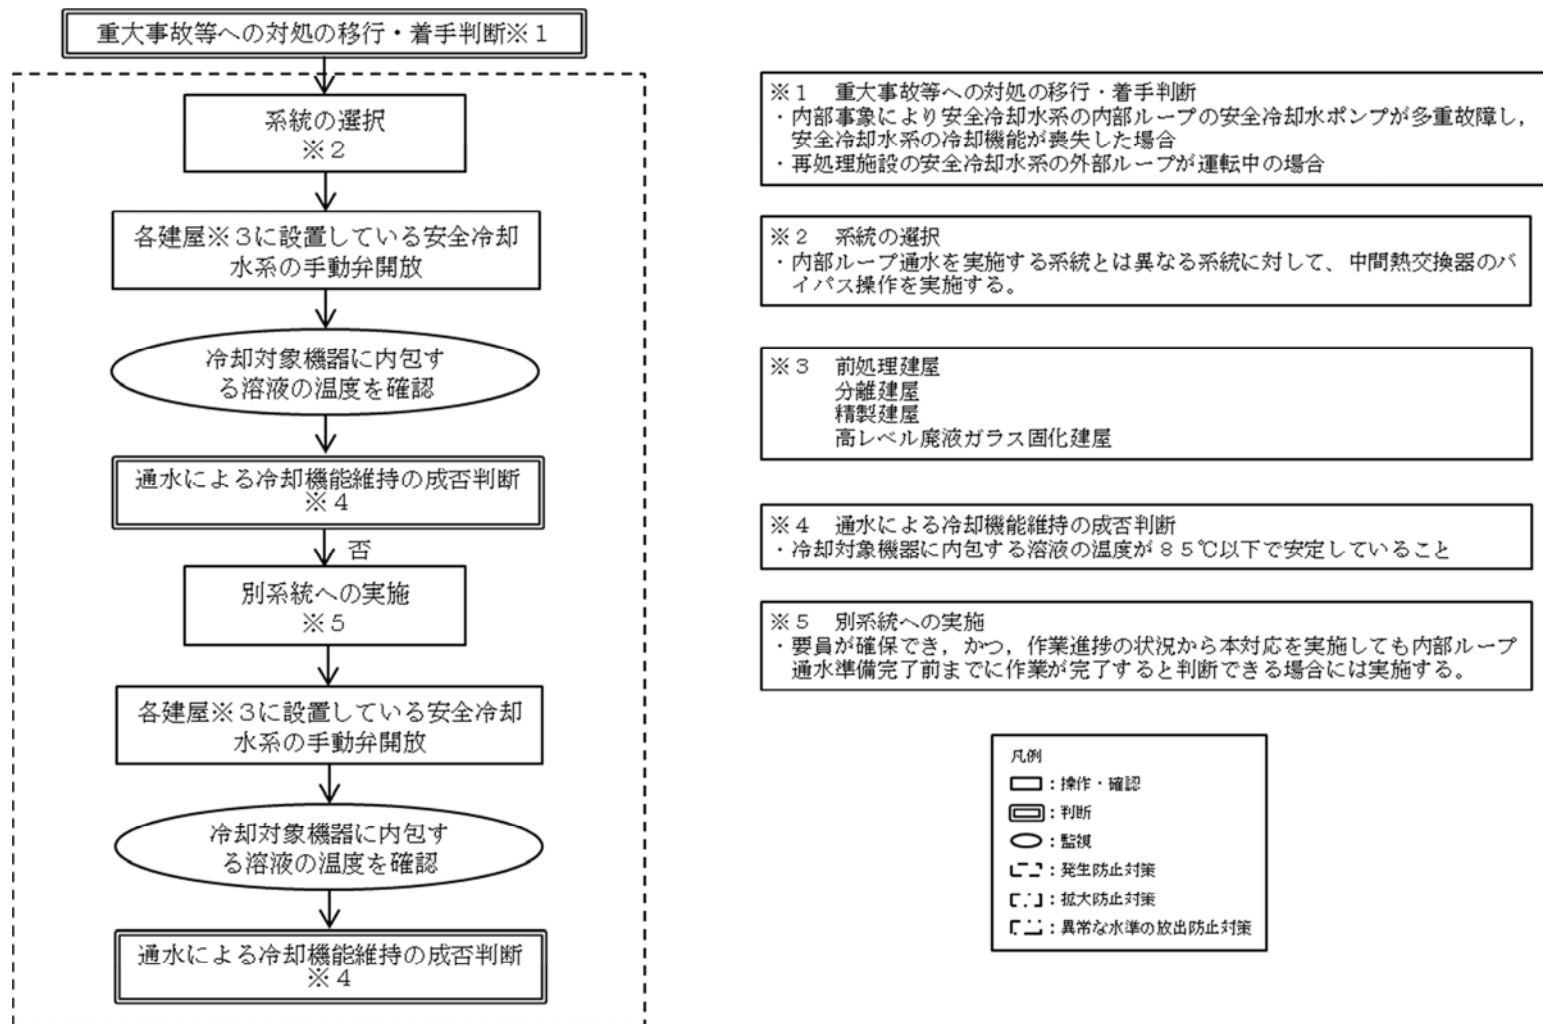 重大事故等への対処の移行・着手判断※１
系統の選択
※２
各建屋※３に設置している安全冷却
水系の手動弁開放
冷却対象機器に内包す
る溶液の温度を確認
通水による冷却機能維持の成否判断
※４
否
別系統への実施
※５
各建屋※３に設置している安全冷却
水系の手動弁開放
冷却対象機器に内包す
る溶液の温度を確認
通水による冷却機能維持の成否判断
※４
※１　重大事故等への対処の移行・着手判断
・内部事象により安全冷却水系の内部ループの安全冷却水ポンプが多重故障し，
安全冷却水系の冷却機能が喪失した場合
・再処理施設の安全冷却水系の外部ループが運転中の場合
※２　系統の選択
・内部ループ通水を実施する系統とは異なる系統に対して、中間熱交換器のバ
イパス操作を実施する。
※３　前処理建屋
分離建屋
精製建屋
高レベル廃液ガラス固化建屋
※４　通水による冷却機能維持の成否判断
・冷却対象機器に内包する溶液の温度が８５℃以下で安定していること
※５　別系統への実施
・要員が確保でき，かつ，作業進捗の状況から本対応を実施しても内部ループ
通水準備完了前までに作業が完了すると判断できる場合には実施する。
凡例
：操作・確認
：判断
：監視
：発生防止対策
：拡大防止対策
：異常な水準の放出防止対策